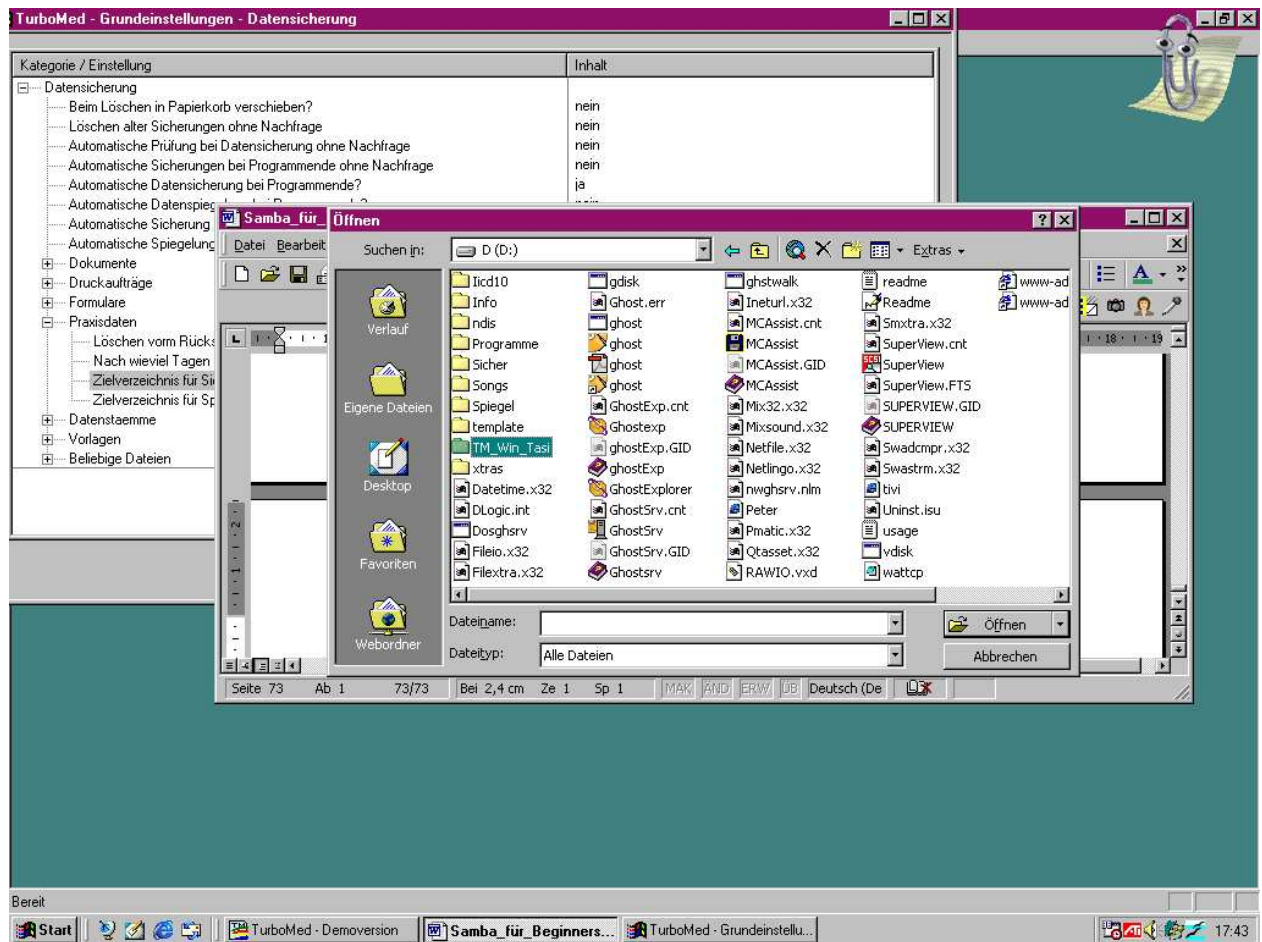 TurboMed - Grundeinstellungen - Datensicherung
Kategorie / Einstellung Inhalt
Datensicherung
Beim Löschen in Papierkorb verschieben? nein
Löschen alter Sicherungen ohne Nachfrage nein
Automatische Prüfung bei Datensicherung ohne Nachfrage nein
Automatische Sicherungen bei Programmende ohne Nachfrage nein
Automatische Datensicherung bei Programmende? ja
Automatische Sicherung
Automatische Spiegelung
Dokumente
Druckaufträge
Formulare
Praxisdaten
Löschen vorm Rücks
Nach wieviel Tagen
Zielverzeichnis für Si
Zielverzeichnis für Sp
Datenstaemme
Vorlagen
Beliebige Dateien
Samba_für_
Datei Bearbeit
Öffnen
Suchen in: D (D:) Extras
Verlauf
Eigene Dateien
Desktop
Favoriten
Webordner
Iicd10
Info
ndis
Programme
Sicher
Songs
Spiegel
template
TM_Win_Tasi
xtras
Datetime.x32
DLogic.int
Dosghsrv
Fileio.x32
Filextra.x32
gdisk
Ghost.err
ghost
ghost
ghost
ghost
GhostExp.cnt
Ghostexp
ghostExp.GID
ghostExp
GhostExplorer
GhostSrv.cnt
GhostSrv
GhostSrv.GID
Ghostsrv
ghstwalk
Ineturl.x32
MCAssist.cnt
MCAssist
MCAssist.GID
MCAssist
Mix32.x32
Mixsound.x32
Netfile.x32
Netlingo.x32
nwghsrv.nlm
Peter
Pmatic.x32
Qtasset.x32
RAWIO.vxd
readme
Readme
Smxtra.x32
SuperView.cnt
SuperView
SuperView.FTS
SUPERVIEW.GID
SUPERVIEW
Swadcmpr.x32
Swastrm.x32
tivi
Uninst.isu
usage
vdisk
wattcp
www-ad
www-ad
Dateiname:
Öffnen
Dateityp: Alle Dateien
Abbrechen
18 19
Seite 73 Ab 1 73/73 Bei 2,4 cm Ze 1 Sp 1 MAK ÄND ERW ÜB Deutsch (De
Bereit
Start TurboMed - Demoversion Samba_für_Beginners... TurboMed - Grundeinstellu... 17:43